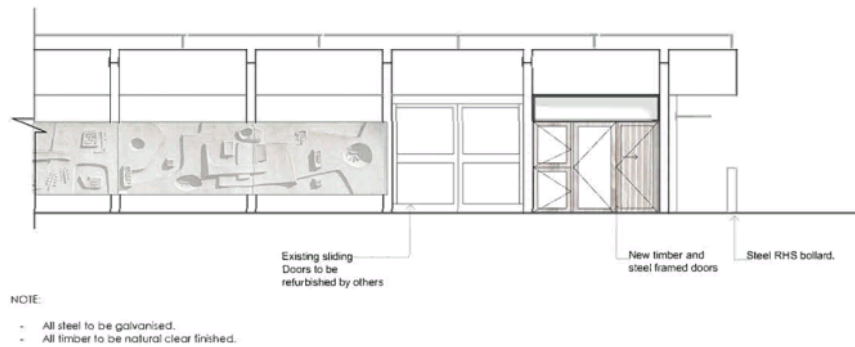 Existing sliding
Doors to be
refurbished by others
New timber and
steel framed doors
Steel RHS bollard.
NOTE:
- All steel to be galvanised.
- All timber to be natural clear finished.